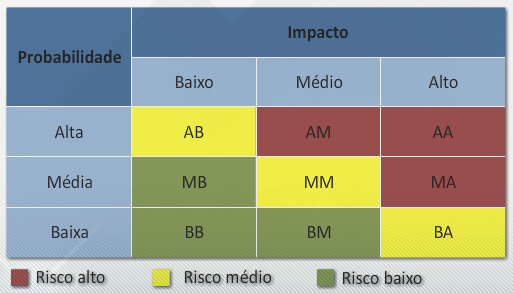 Impacto
Probabilidade
Baixo Médio Alto
Alta AB AM AA
Média MB MM MA
Baixa BB BM BA
Risco alto Risco médio Risco baixo